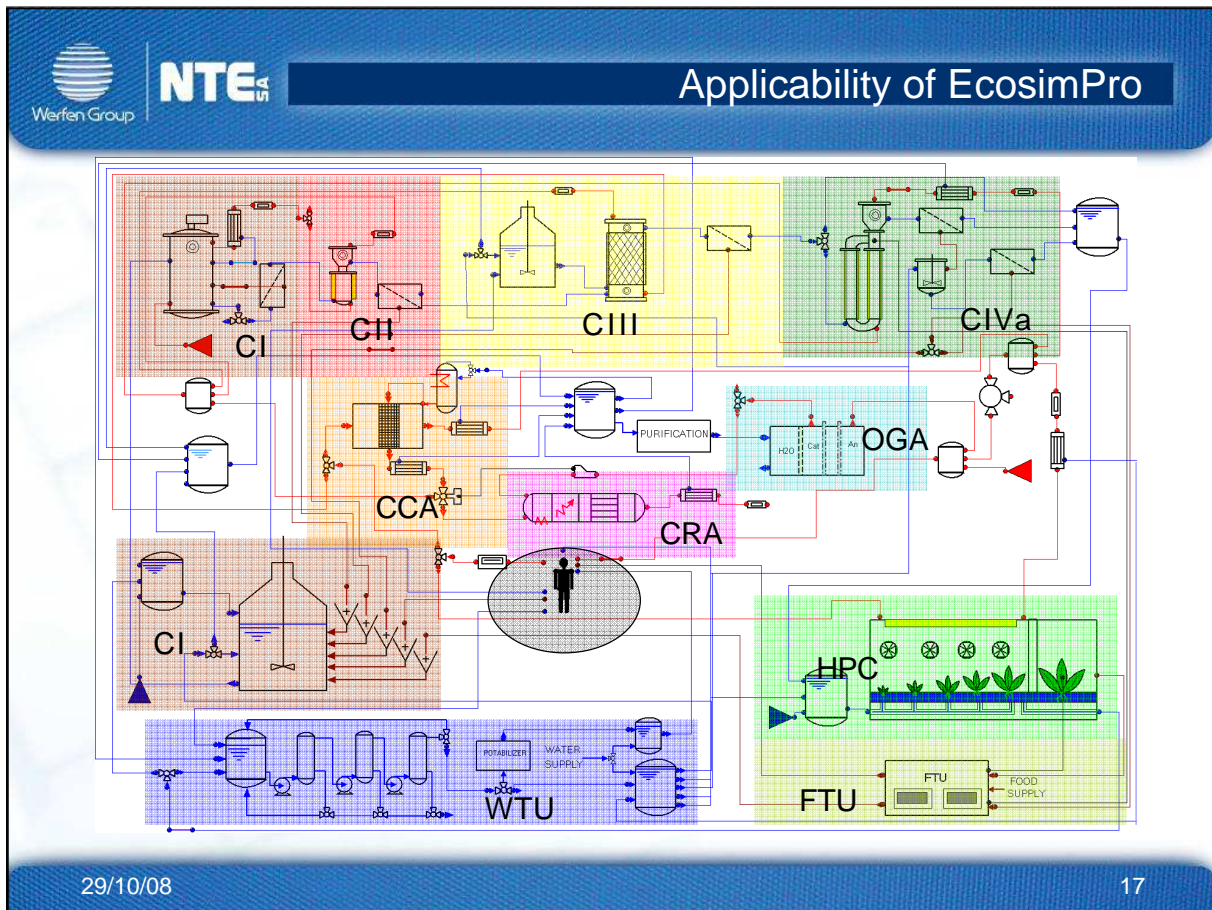 Werfen Group
NTE SA
Applicability of EcosimPro
CI
CII
CIII
CIVa
PURIFICATION
H2O
Cat
An
OGA
CCA
CRA
CI
HPC
POTABILIZER
WATER
SUPPLY
WTU
FTU
FTU
FOOD
SUPPLY
29/10/08
17